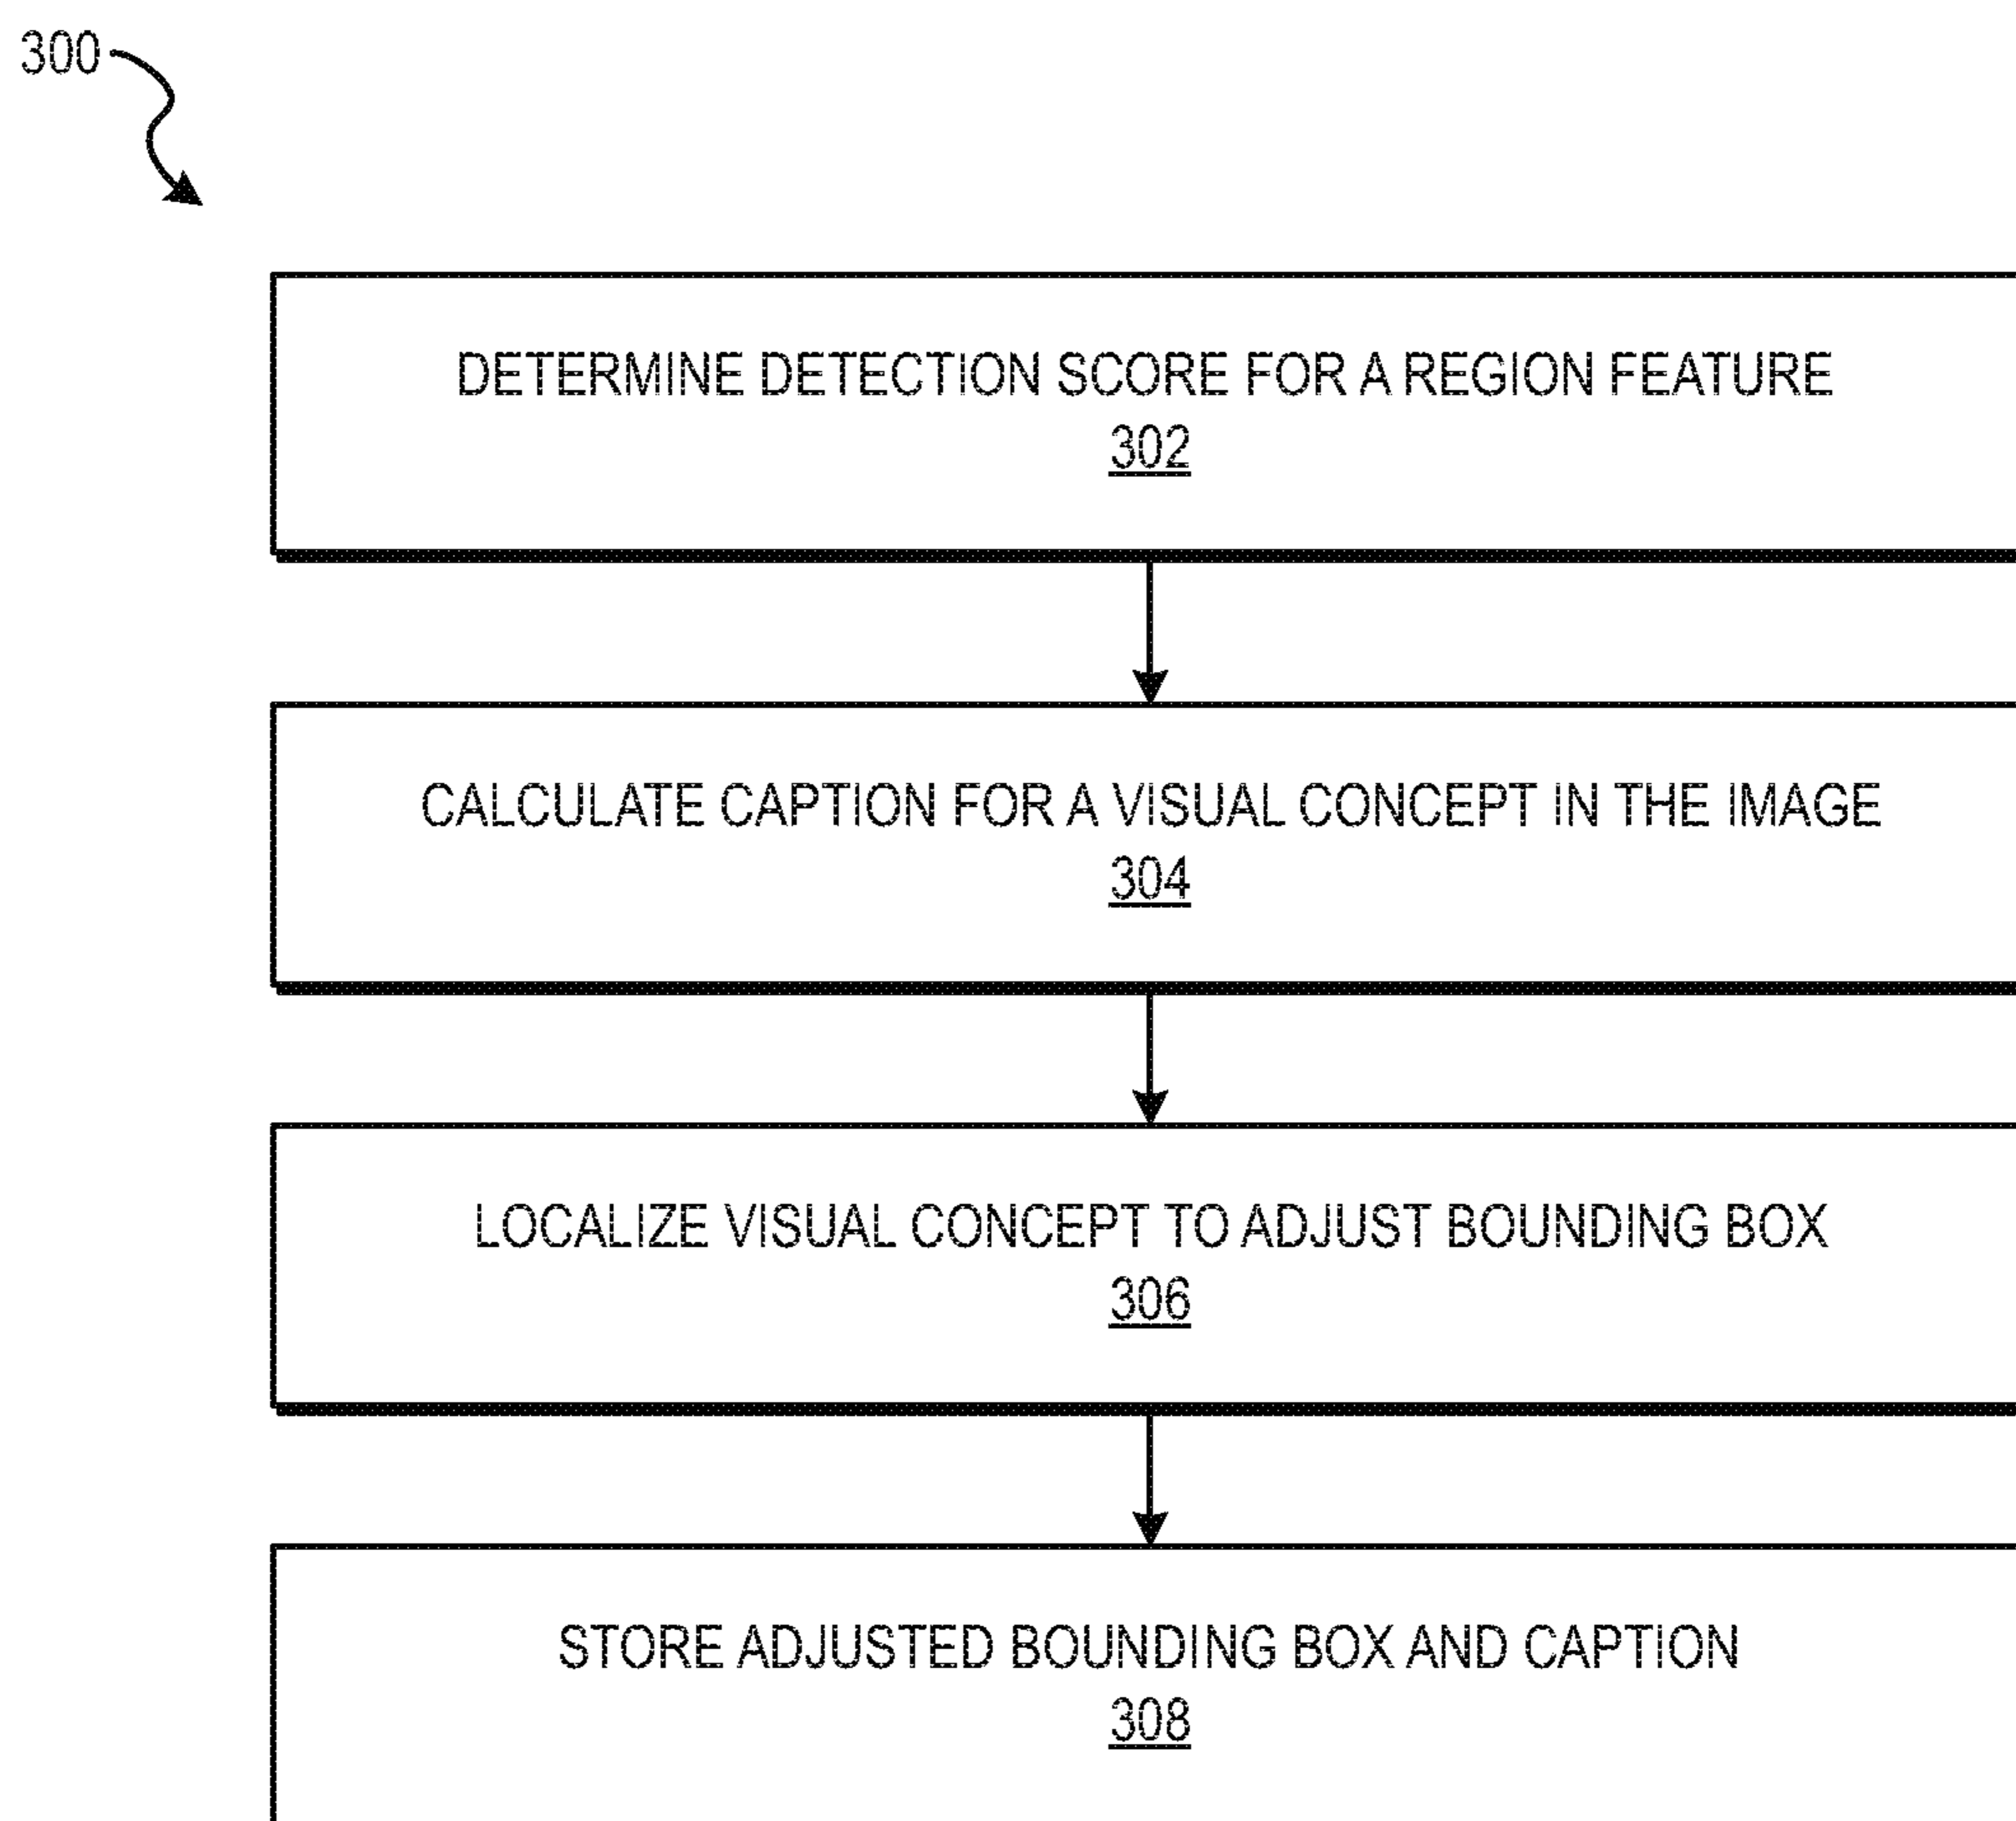 300
DETERMINE DETECTION SCORE FOR A REGION FEATURE
302
CALCULATE CAPTION FOR A VISUAL CONCEPT IN THE IMAGE
304
LOCALIZE VISUAL CONCEPT TO ADJUST BOUNDING BOX
306
STORE ADJUSTED BOUNDING BOX AND CAPTION
308